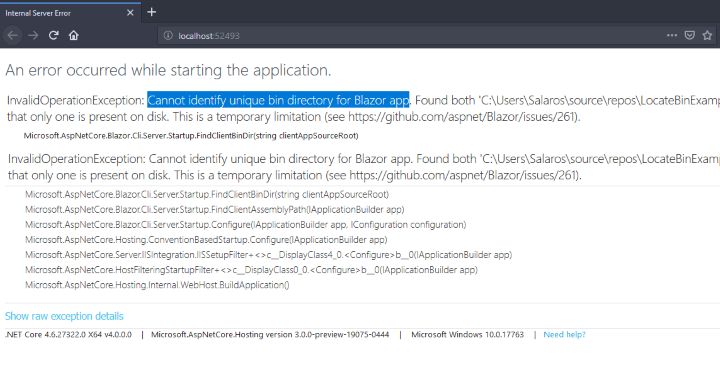 Internal Server Error
localhost:52493
An error occurred while starting the application.
InvalidOperationException: Cannot identify unique bin directory for Blazor app. Found both 'C:\Users\Salaros\source\repos\LocateBinExamp
that only one is present on disk. This is a temporary limitation (see https://github.com/aspnet/Blazor/issues/261).
Microsoft.AspNetCore.Blazor.Cli.Server.Startup.FindClientBinDir(string clientAppSourceRoot)
InvalidOperationException: Cannot identify unique bin directory for Blazor app. Found both 'C:\Users\Salaros\source\repos\LocateBinExamp
that only one is present on disk. This is a temporary limitation (see https://github.com/aspnet/Blazor/issues/261).
Microsoft.AspNetCore.Blazor.Cli.Server.Startup.FindClientBinDir(string clientAppSourceRoot)
Microsoft.AspNetCore.Blazor.Cli.Server.Startup.FindClientAssemblyPath(IApplicationBuilder app)
Microsoft.AspNetCore.Blazor.Cli.Server.Startup.Configure(IApplicationBuilder app, IConfiguration configuration)
Microsoft.AspNetCore.Hosting.ConventionBasedStartup.Configure(IApplicationBuilder app)
Microsoft.AspNetCore.Server.IISIntegration.IISSetupFilter+<>c__DisplayClass4_0.<Configure>b__0(IApplicationBuilder app)
Microsoft.AspNetCore.HostFilteringStartupFilter+<>c__DisplayClass0_0.<Configure>b__0(IApplicationBuilder app)
Microsoft.AspNetCore.Hosting.Internal.WebHost.BuildApplication()
Show raw exception details
.NET Core 4.6.27322.0 X64 v4.0.0.0 | Microsoft.AspNetCore.Hosting version 3.0.0-preview-19075-0444 | Microsoft Windows 10.0.17763 | Need help?